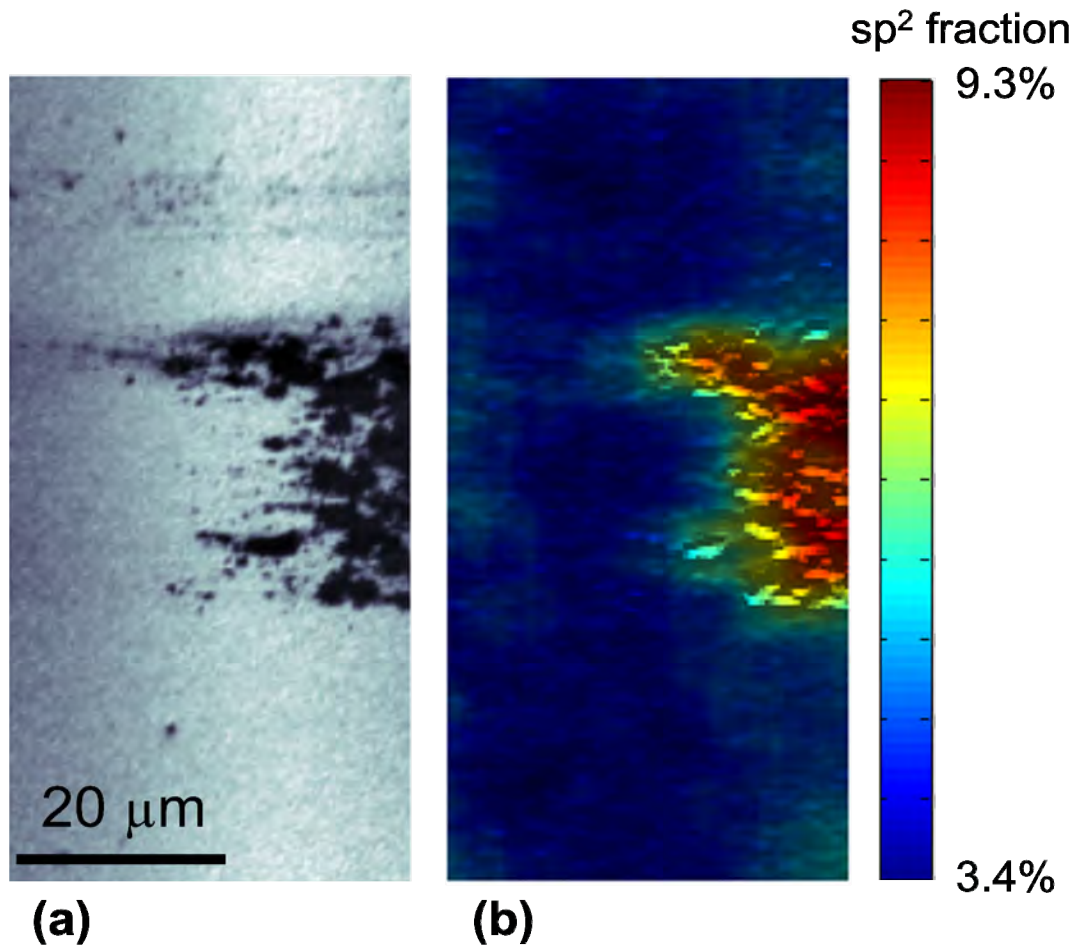 sp² fraction
9.3%
20 μm
3.4%
(a)
(b)